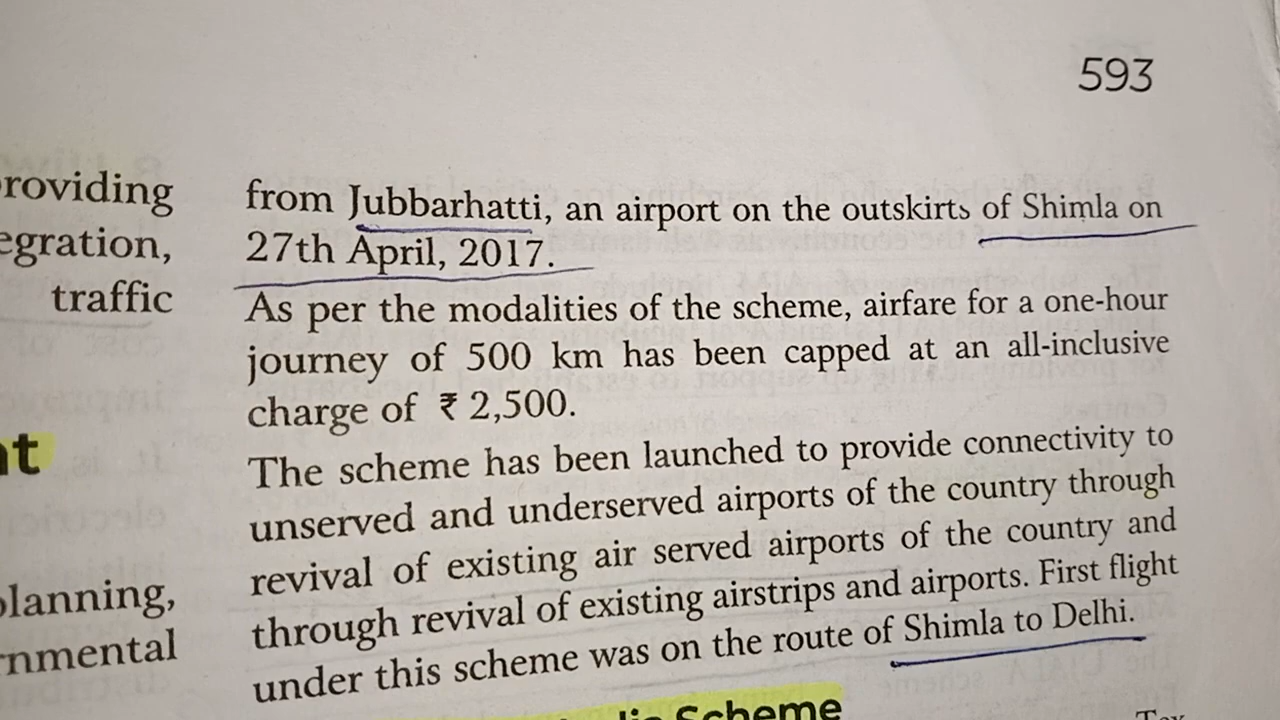 593
roviding
egration,
traffic
nt
planning,
rnmental
from Jubbarhatti, an airport on the outskirts of Shimla on
27th April, 2017.
As per the modalities of the scheme, airfare for a one-hour
journey of 500 km has been capped at an all-inclusive
charge of ₹ 2,500.
The scheme has been launched to provide connectivity to
unserved and underserved airports of the country through
revival of existing air served airports of the country and
through revival of existing airstrips and airports. First flight
under this scheme was on the route of Shimla to Delhi.
Scheme